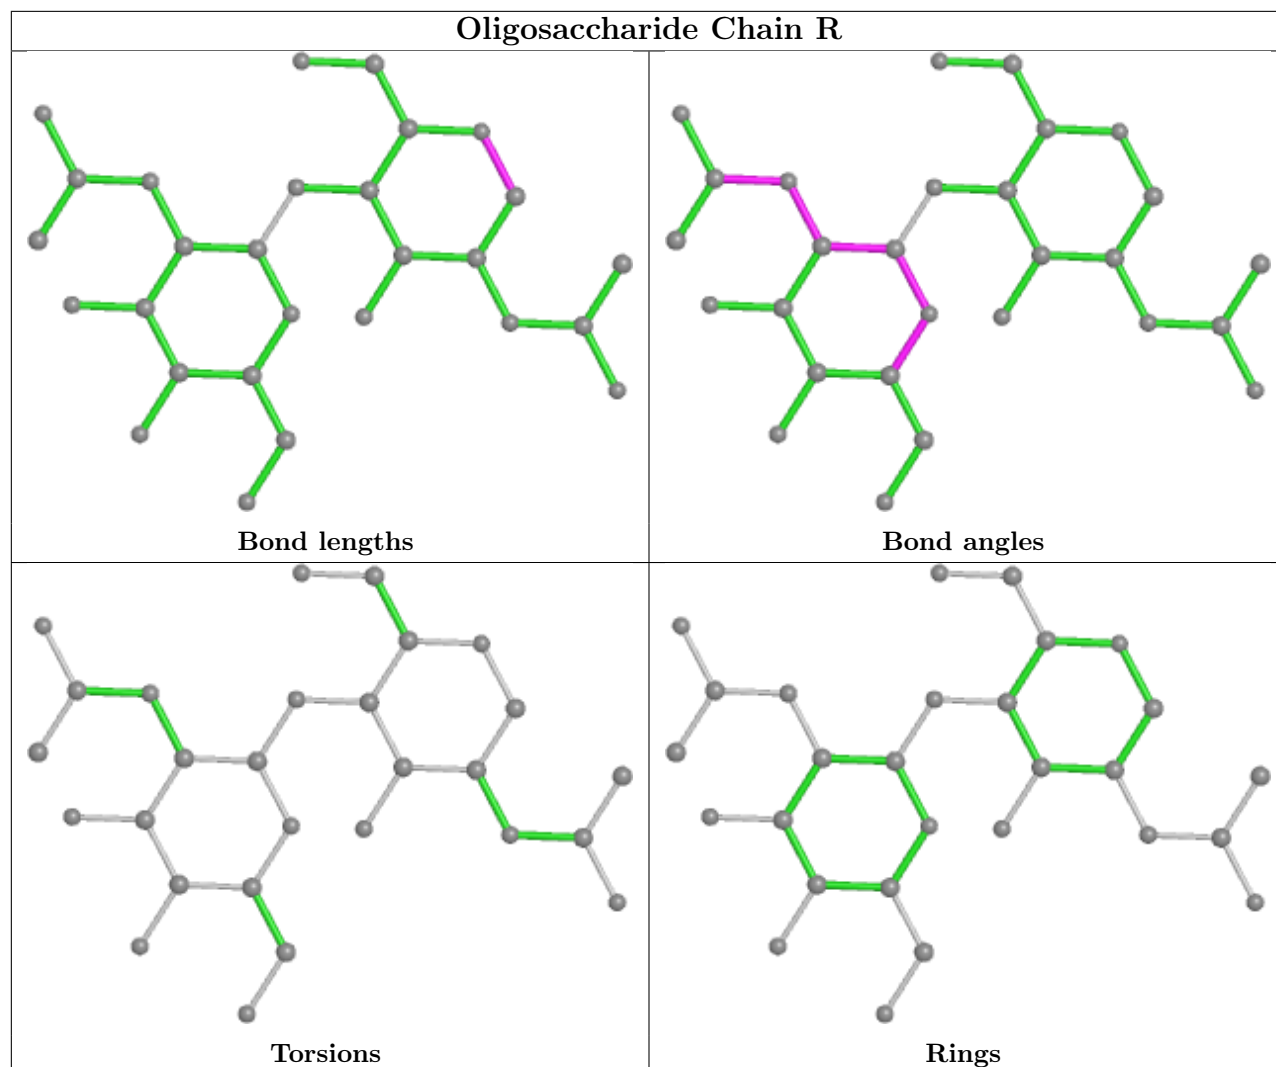 Oligosaccharide Chain R
Bond lengths
Bond angles
Torsions
Rings